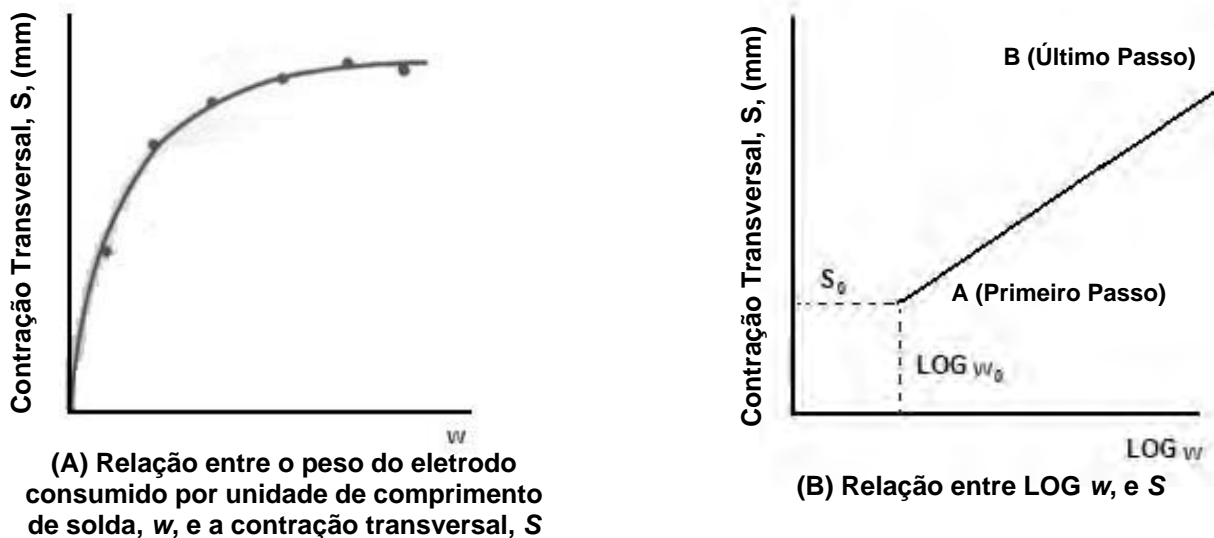 Contração Transversal, S, (mm)
w
(A) Relação entre o peso do eletrodo
consumido por unidade de comprimento
de solda, w, e a contração transversal, S
Contração Transversal, S, (mm)
B (Último Passo)
S₀
A (Primeiro Passo)
LOG w₀
LOG w
(B) Relação entre LOG w, e S